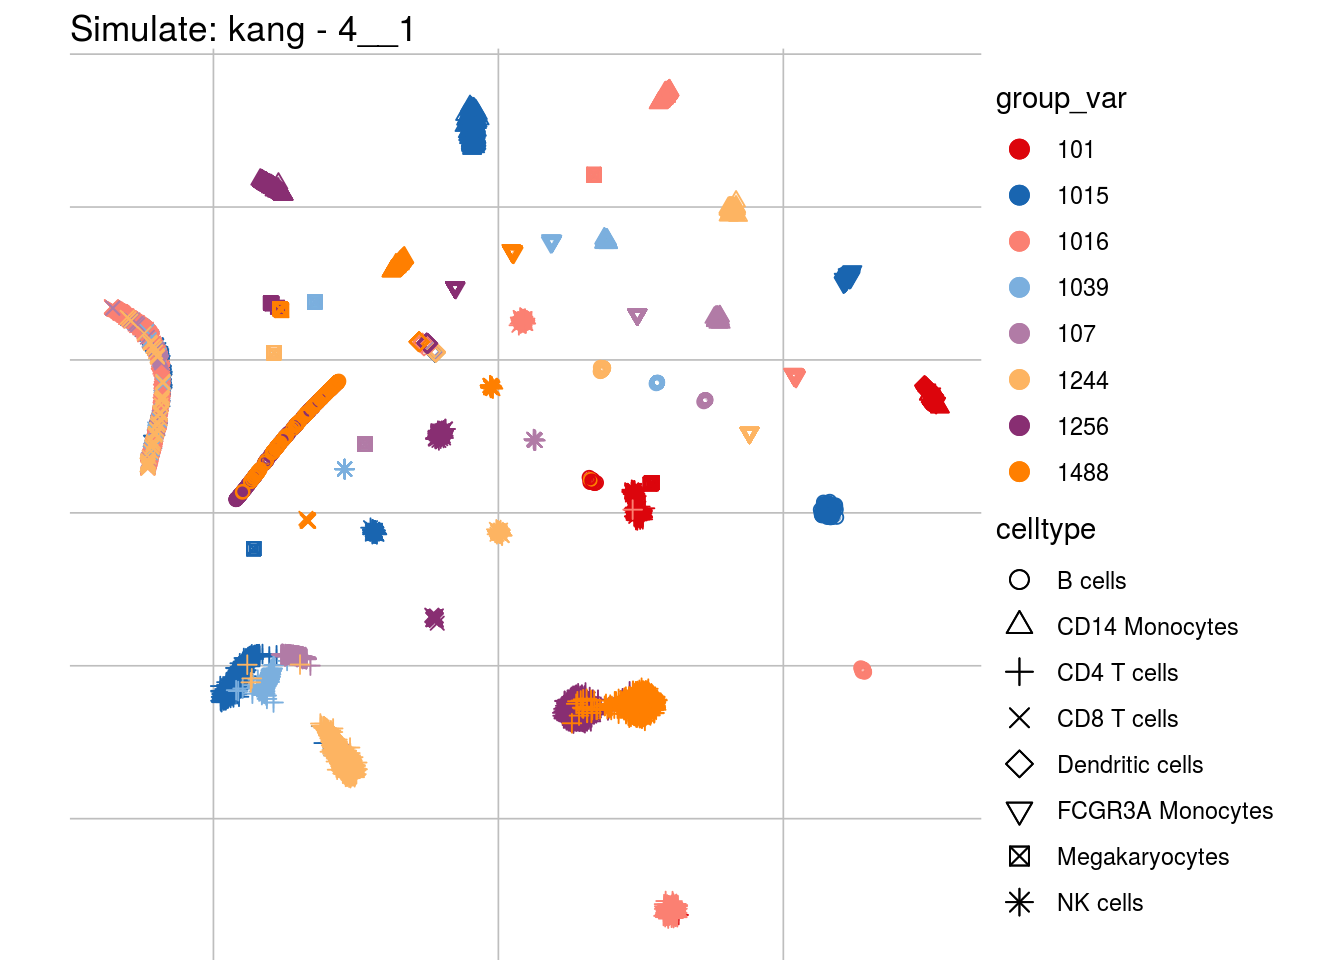 Simulate: kang - 4__1
group_var
101
1015
1016
1039
107
1244
1256
1488
celltype
B cells
CD14 Monocytes
CD4 T cells
CD8 T cells
Dendritic cells
FCGR3A Monocytes
Megakaryocytes
NK cells